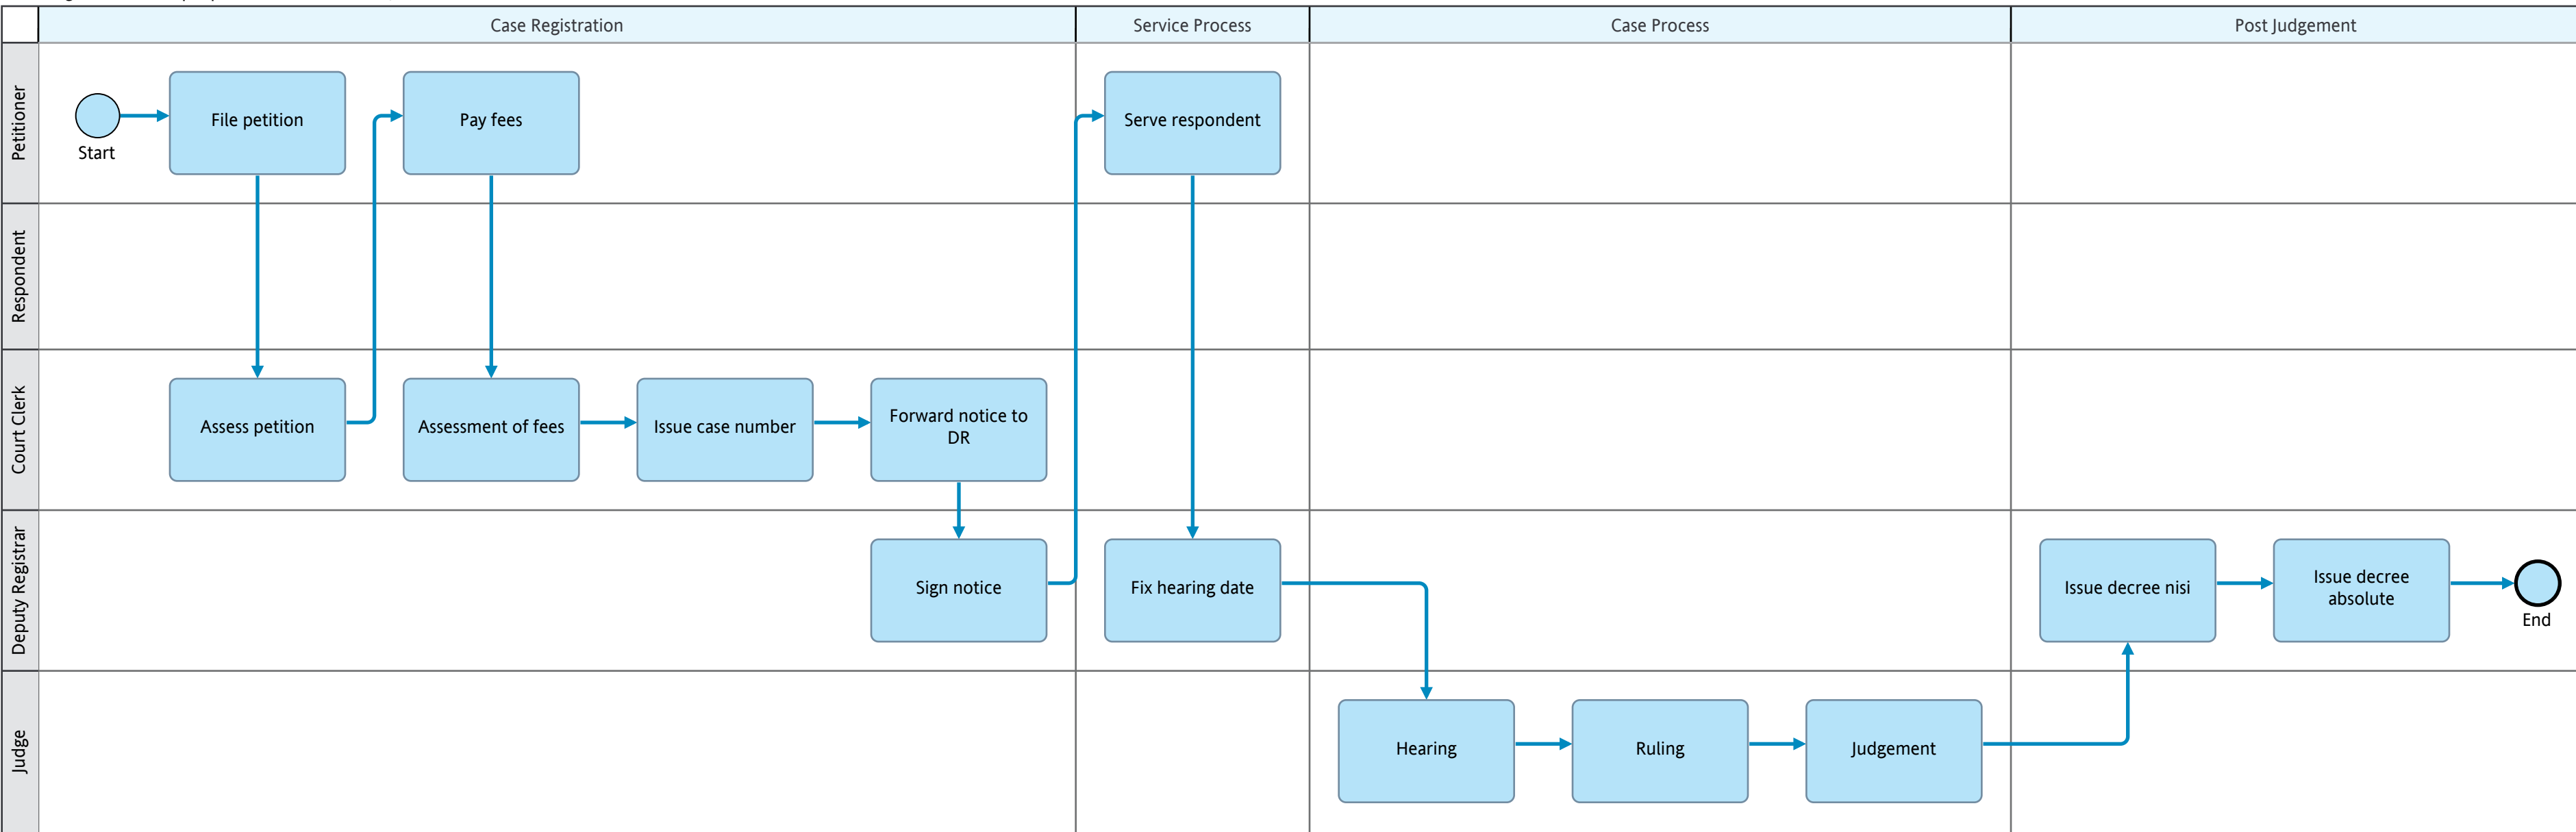 Case Registration
Service Process
Case Process
Post Judgement
Petitioner
Start
File petition
Pay fees
Serve respondent
Respondent
Court Clerk
Assess petition
Assessment of fees
Issue case number
Forward notice to
DR
Deputy Registrar
Sign notice
Fix hearing date
Issue decree nisi
Issue decree
absolute
End
Judge
Hearing
Ruling
Judgement